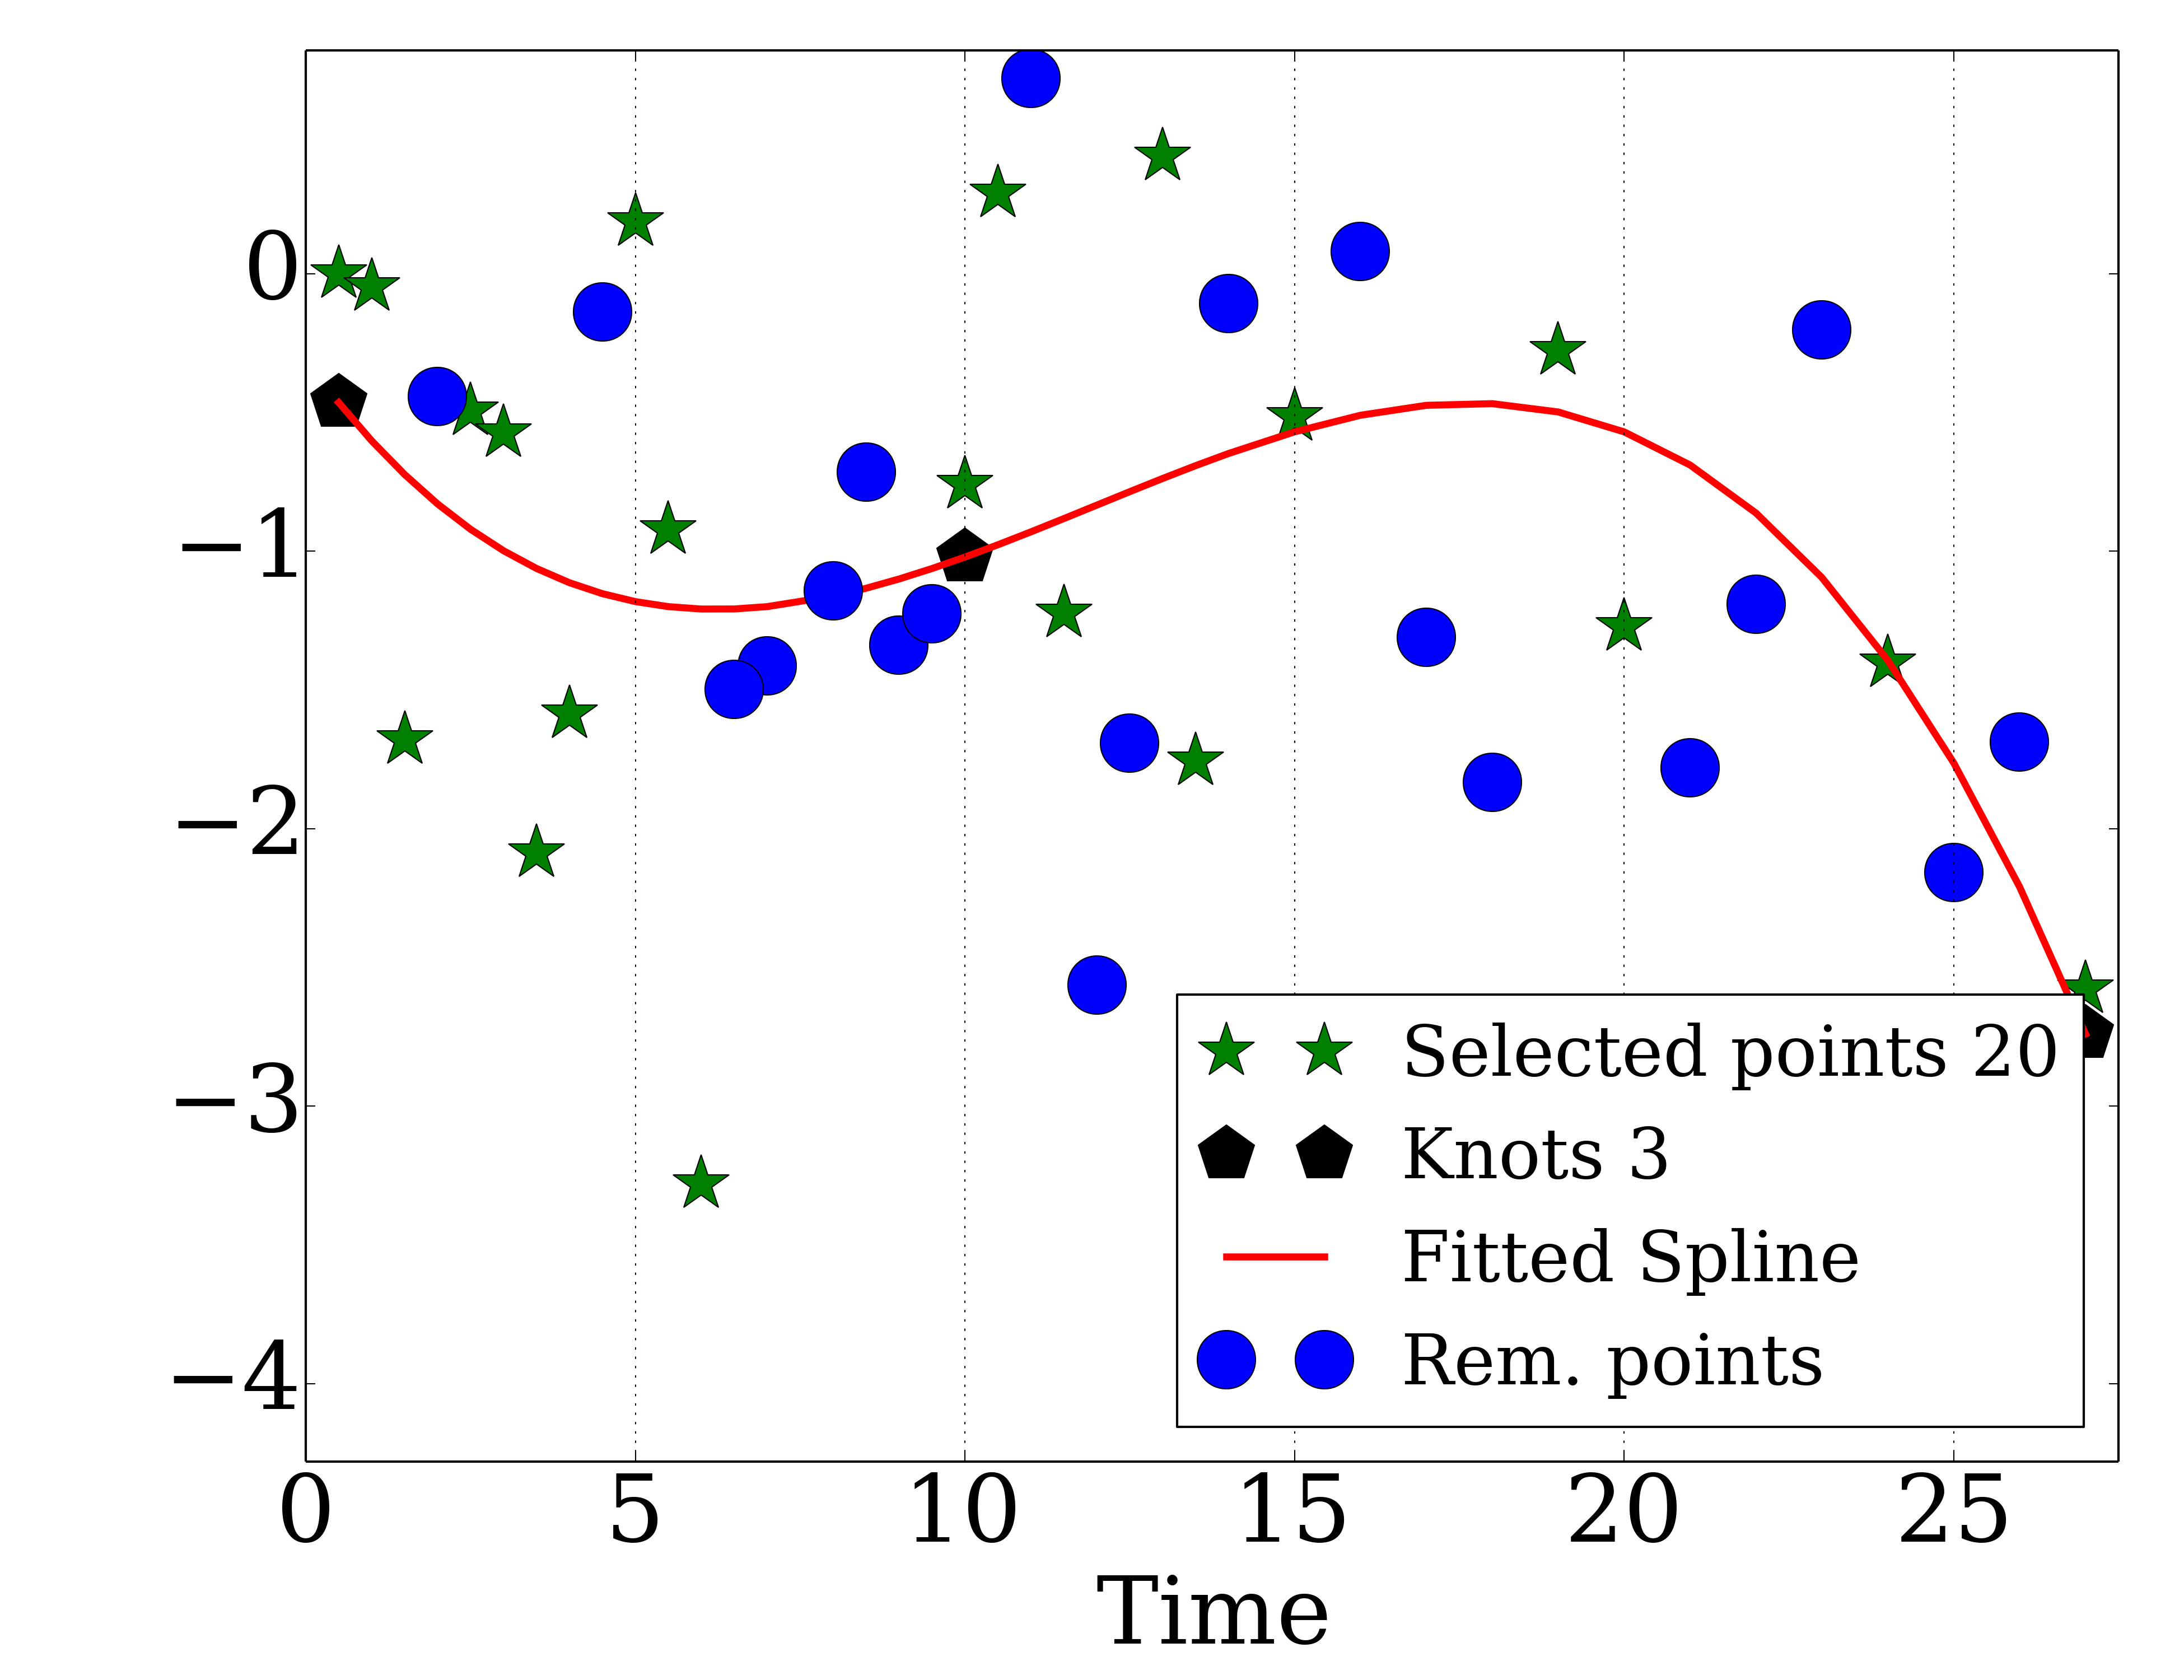 0
−1
−2
−3
−4
Selected points 20
Knots 3
Fitted Spline
Rem. points
0 5 10 15 20 25
Time